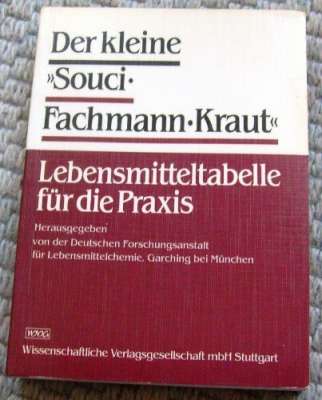 Der kleine
»Souci·
Fachmann·Kraut«
Lebensmitteltabelle
für die Praxis
Herausgegeben
von der Deutschen Forschungsanstalt
für Lebensmittelchemie, Garching bei München
WVG
Wissenschaftliche Verlagsgesellschaft mbH Stuttgart